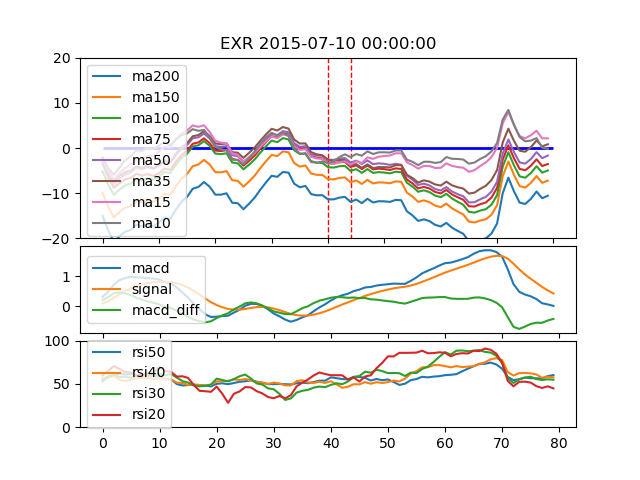 EXR 2015-07-10 00:00:00
20
10
0
−10
−20
ma200
ma150
ma100
ma75
ma50
ma35
ma15
ma10
1
0
macd
signal
macd_diff
100
50
0
rsi50
rsi40
rsi30
rsi20
0 10 20 30 40 50 60 70 80